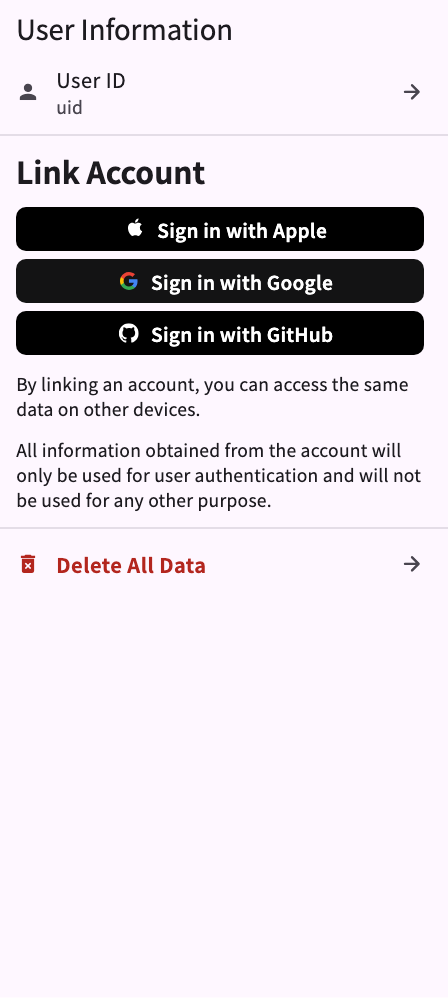 User Information
User ID
uid
Link Account
Sign in with Apple
Sign in with Google
Sign in with GitHub
By linking an account, you can access the same
data on other devices.
All information obtained from the account will
only be used for user authentication and will not
be used for any other purpose.
Delete All Data